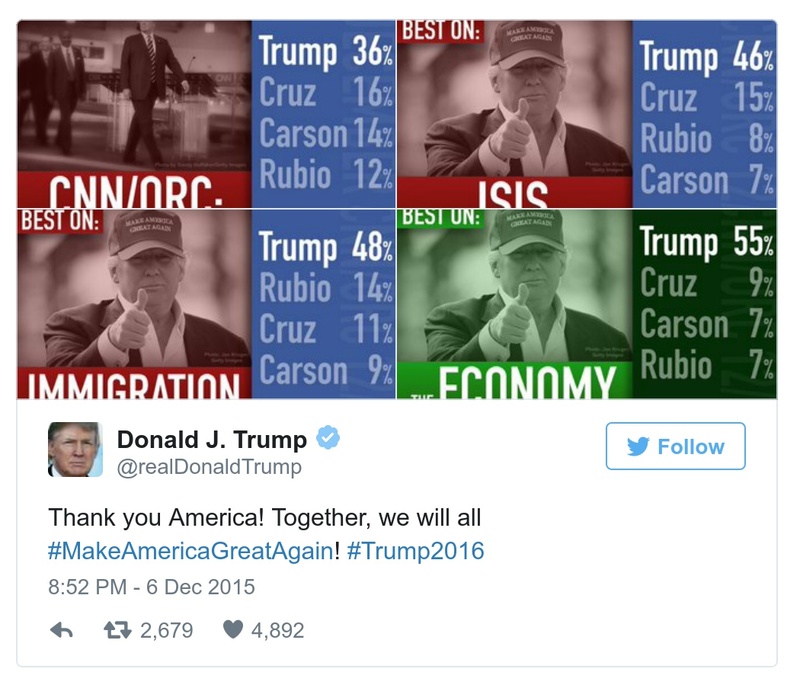 Trump 36%
Cruz 16%
Carson 14%
Rubio 12%
CNN/ORC:
BEST ON:
MAKE AMERICA
GREAT AGAIN
Trump 46%
Cruz 15%
Rubio 8%
Carson 7%
ISIS
BEST ON:
MAKE AMERICA
GREAT AGAIN
Trump 48%
Rubio 14%
Cruz 11%
Carson 9%
IMMIGRATION
BEST ON:
MAKE AMERICA
GREAT AGAIN
Trump 55%
Cruz 9%
Carson 7%
Rubio 7%
THE ECONOMY
Donald J. Trump
@realDonaldTrump
Follow
Thank you America! Together, we will all
#MakeAmericaGreatAgain! #Trump2016
8:52 PM - 6 Dec 2015
2,679 4,892